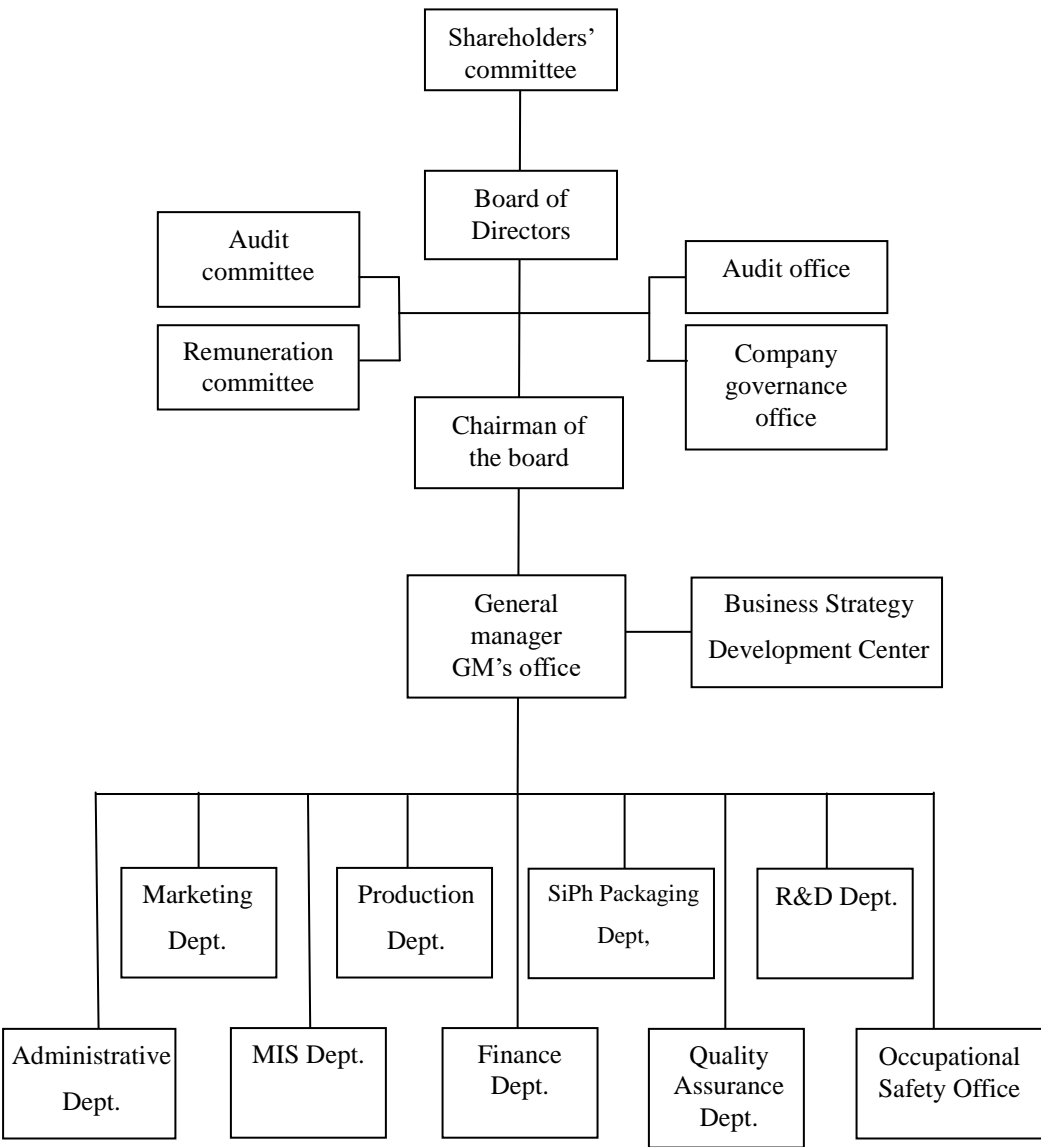 Shareholders’
committee
Board of
Directors
Audit
committee
Audit office
Remuneration
committee
Company
governance
office
Chairman of
the board
General
manager
GM’s office
Business Strategy
Development Center
Marketing
Dept.
Production
Dept.
SiPh Packaging
Dept,
R&D Dept.
Administrative
Dept.
MIS Dept.
Finance
Dept.
Quality
Assurance
Dept.
Occupational
Safety Office